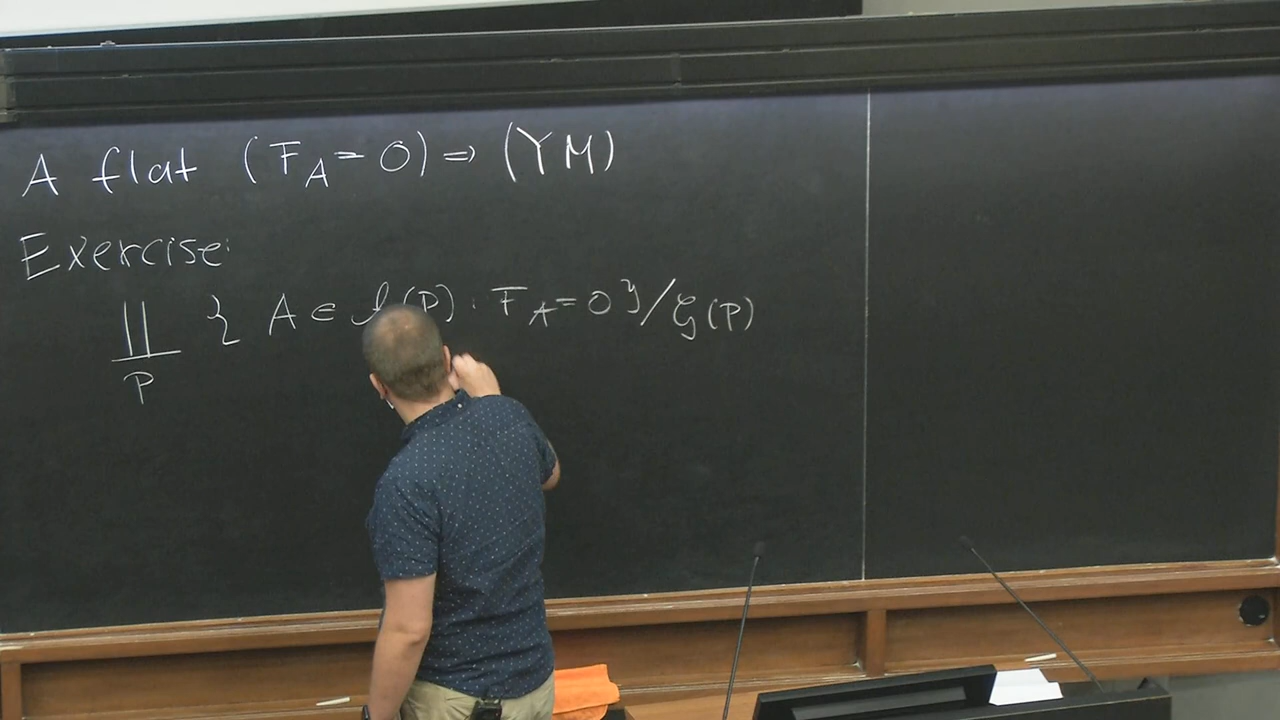 A flat (F_A = 0) ⇒ (YM)
Exercise:
∐_P { A ∈ 𝒜(P) : F_A = 0 } / 𝒢(P)